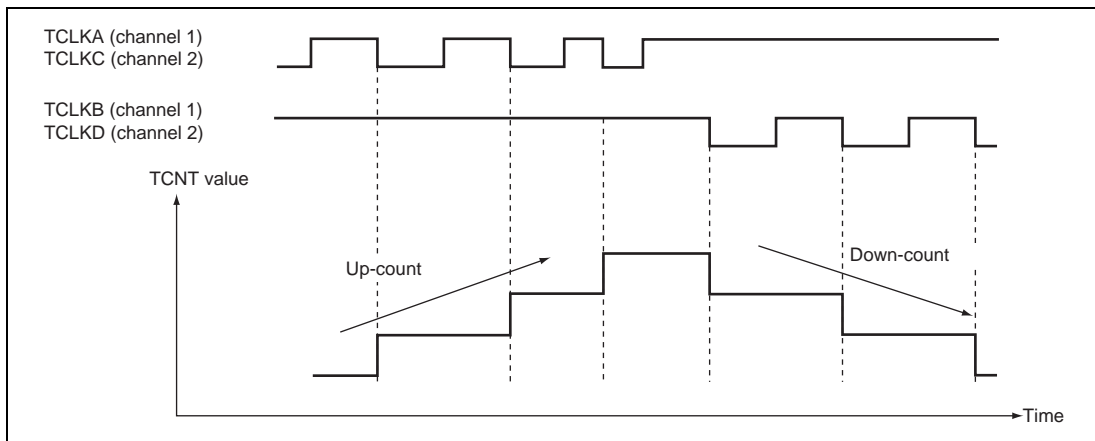 TCLKA (channel 1)
TCLKC (channel 2)
TCLKB (channel 1)
TCLKD (channel 2)
TCNT value
Up-count
Down-count
Time